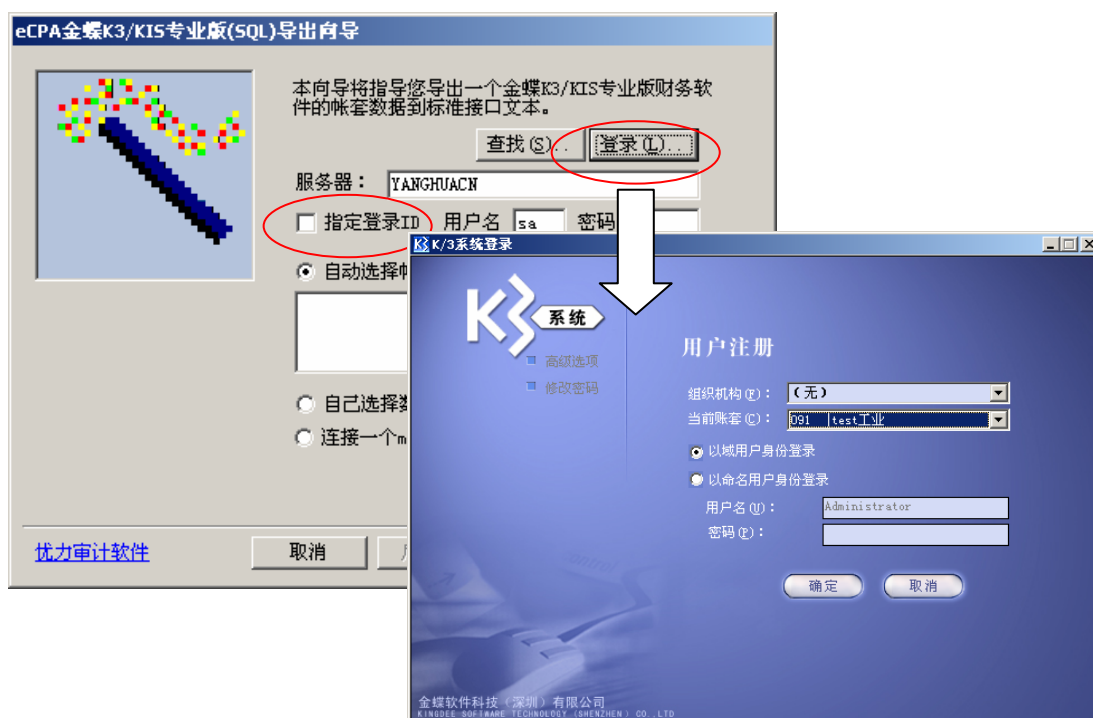 eCPA金蝶K3/KIS专业版(SQL)导出向导
本向导将指导您导出一个金蝶K3/KIS专业版财务软
件的帐套数据到标准接口文本。
查找(S).. 登录(L)..
服务器： YANGHUACN
指定登录ID 用户名 sa 密码
自动选择帐
自己选择数
连接一个m
优力审计软件 取消
K3 K/3系统登录
K3 系统
高级选项
修改密码
用户注册
组织机构(F)： (无)
当前账套(C)： 091 |test工业
以域用户身份登录
以命名用户身份登录
用户名(U)： Administrator
密码(P)：
确定 取消
金蝶软件科技（深圳）有限公司
KINGDEE SOFTWARE TECHNOLOGY (SHENZHEN) CO.,LTD